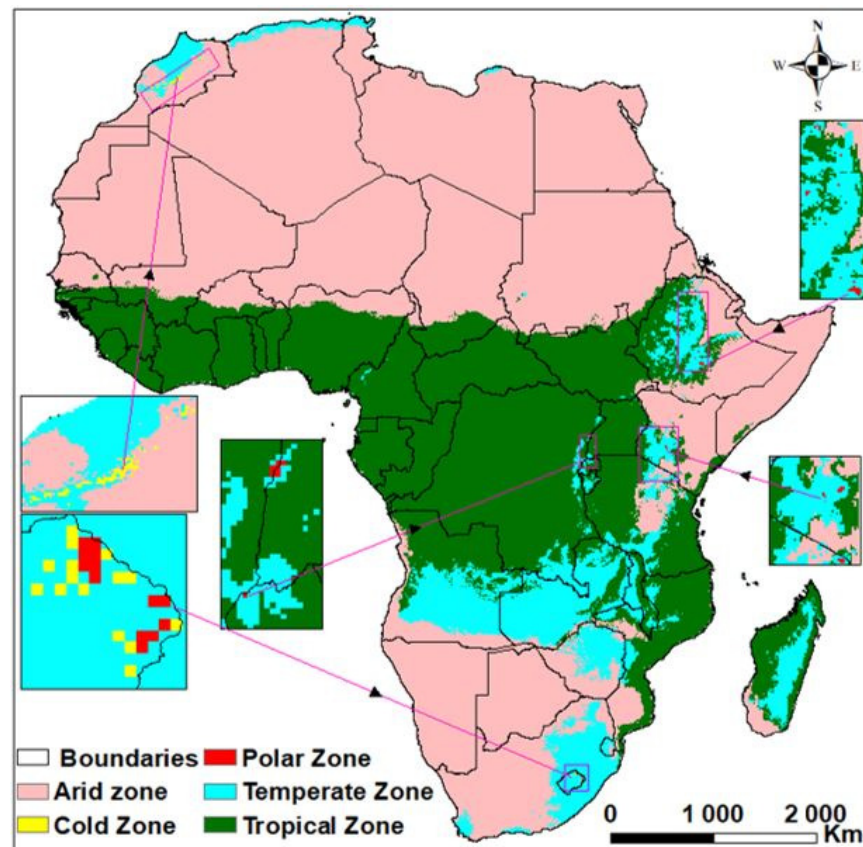 N
W E
S
Boundaries Polar Zone
Arid zone Temperate Zone
Cold Zone Tropical Zone
0 1 000 2 000
Km